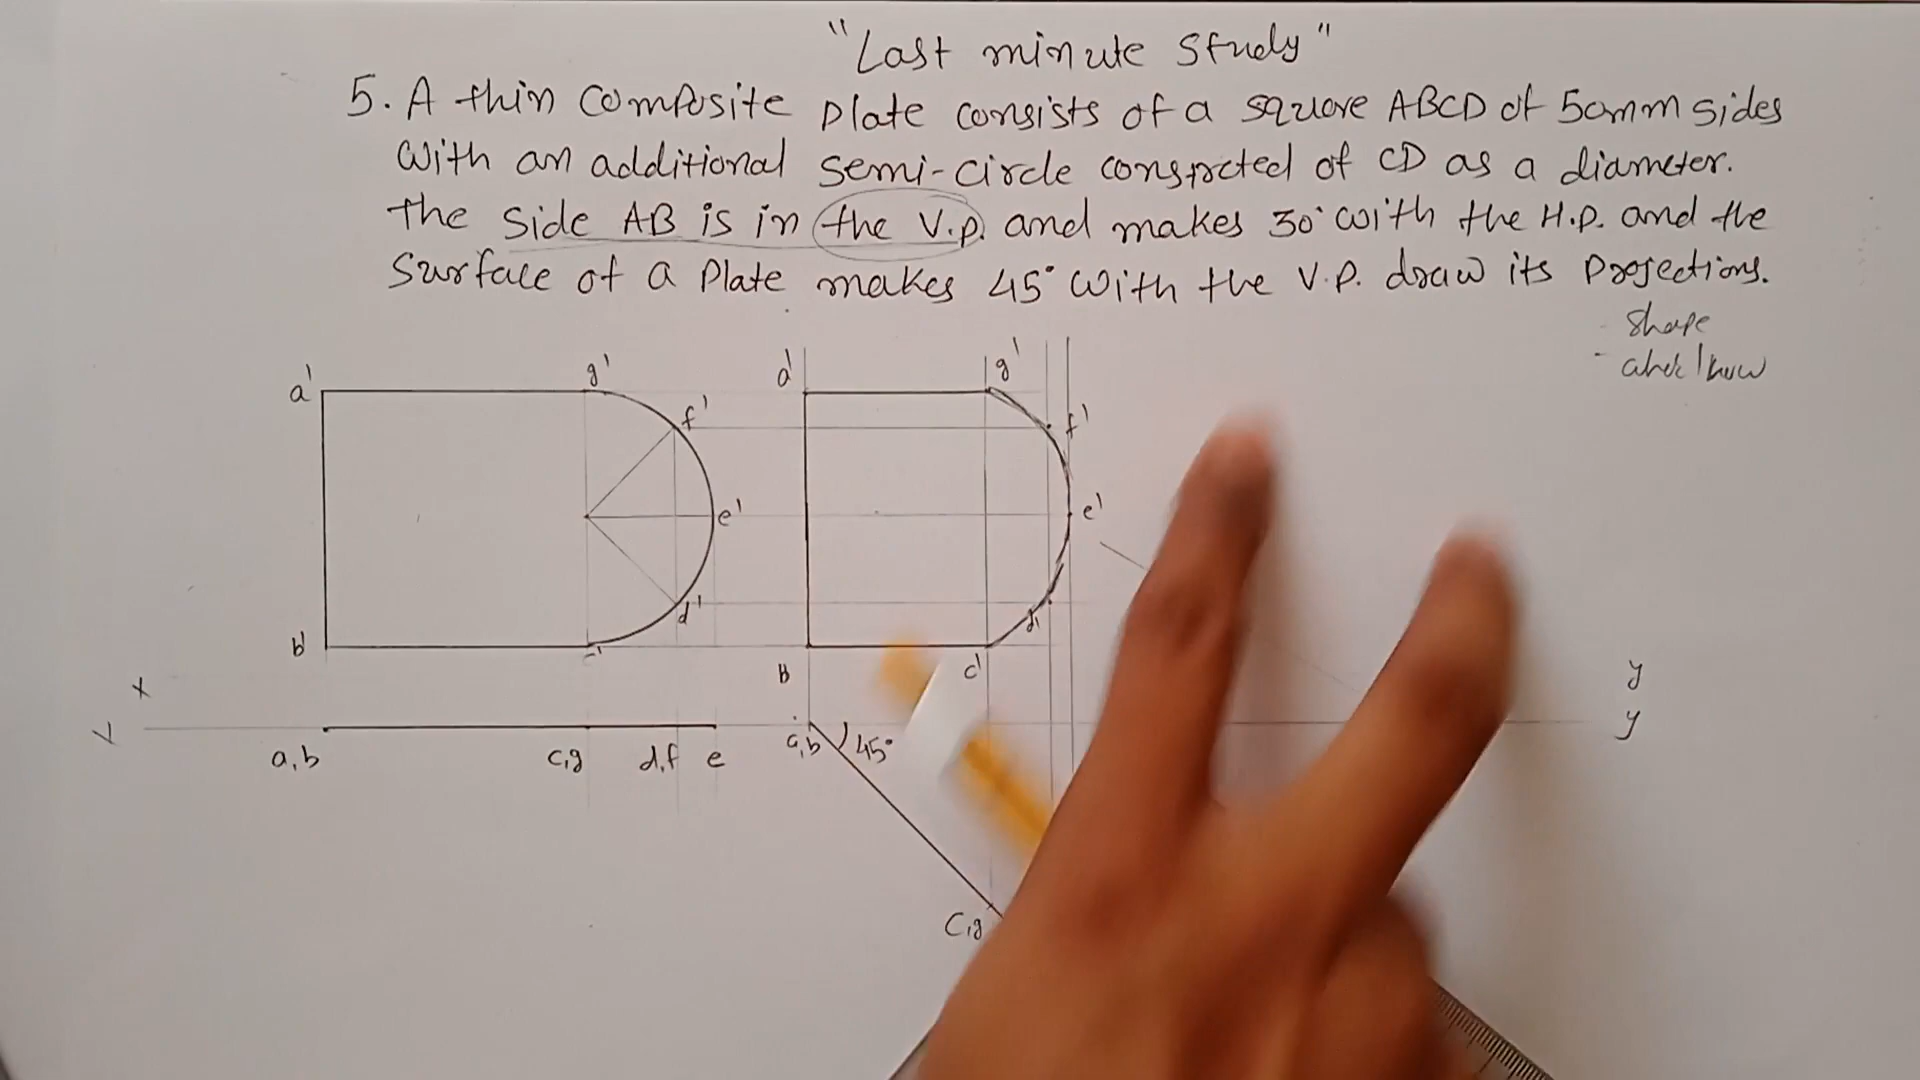 "Last minute Study"
5. A thin Composite Plate consists of a square ABCD of 50mm sides
With an additional Semi-Circle consrcted of CD as a diameter.
the side AB is in the V.P. and makes 30° with the H.P. and the
Surface of a Plate makes 45° with the V.P. draw its Projections.
Shape
a' g' d' g'
f' f'
e' e'
d' d'
b' c' B c'
x y
y
a,b c,g d,f e a,b 45°
C,g